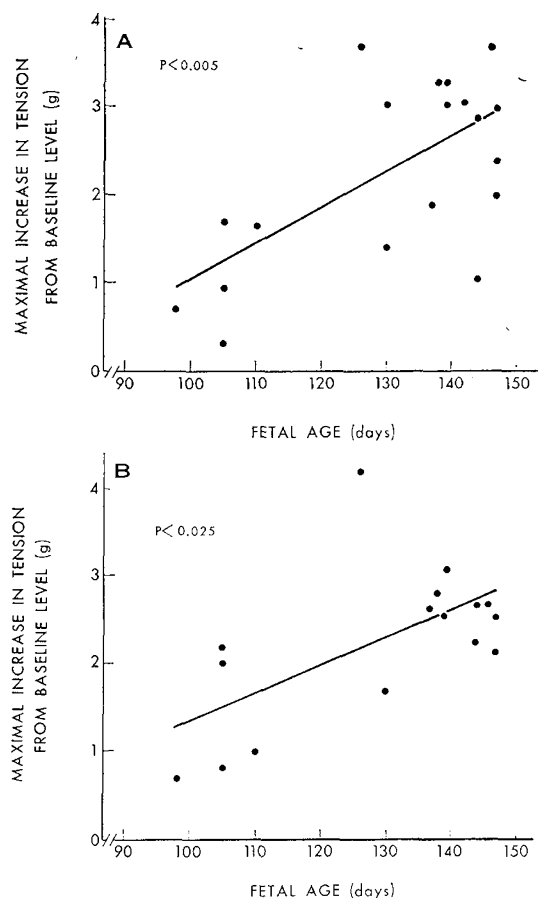 A
P<0.005
MAXIMAL INCREASE IN TENSION
FROM BASELINE LEVEL (g)
4
3
2
1
0
90 100 110 120 130 140 150
FETAL AGE (days)
B
P<0.025
MAXIMAL INCREASE IN TENSION
FROM BASELINE LEVEL (g)
4
3
2
1
0
90 100 110 120 130 140 150
FETAL AGE (days)